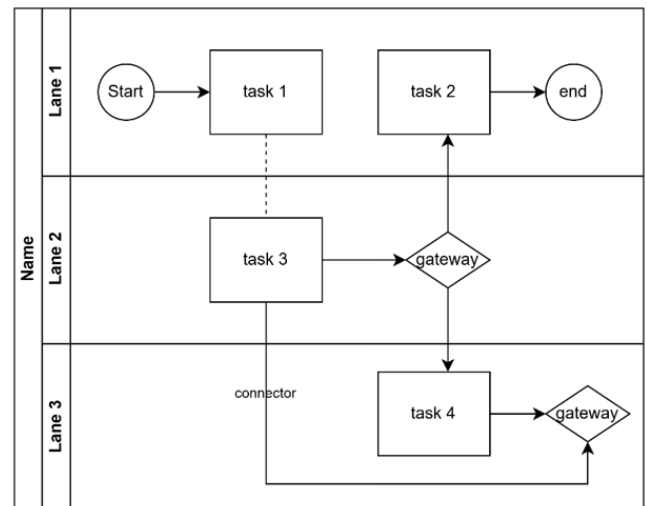 Name
Lane 1
Start
task 1
task 2
end
Lane 2
task 3
gateway
Lane 3
connector
task 4
gateway